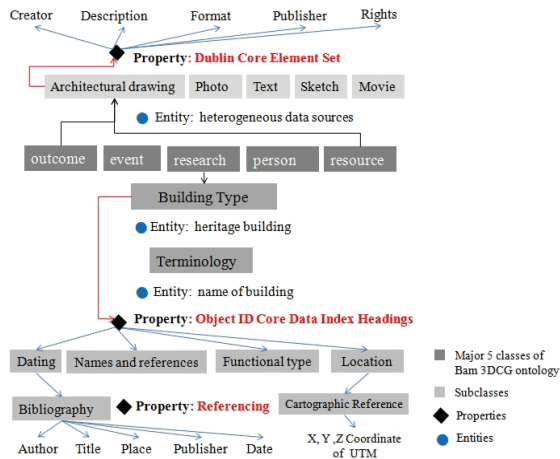 Creator Description Format Publisher Rights
Property: Dublin Core Element Set
Architectural drawing Photo Text Sketch Movie
Entity: heterogeneous data sources
outcome event research person resource
Building Type
Entity: heritage building
Terminology
Entity: name of building
Property: Object ID Core Data Index Headings
Dating Names and references Functional type Location
Bibliography Property: Referencing Cartographic Reference
Author Title Place Publisher Date
X, Y ,Z Coordinate
of UTM
Major 5 classes of
Bam 3DCG ontology
Subclasses
Properties
Entities